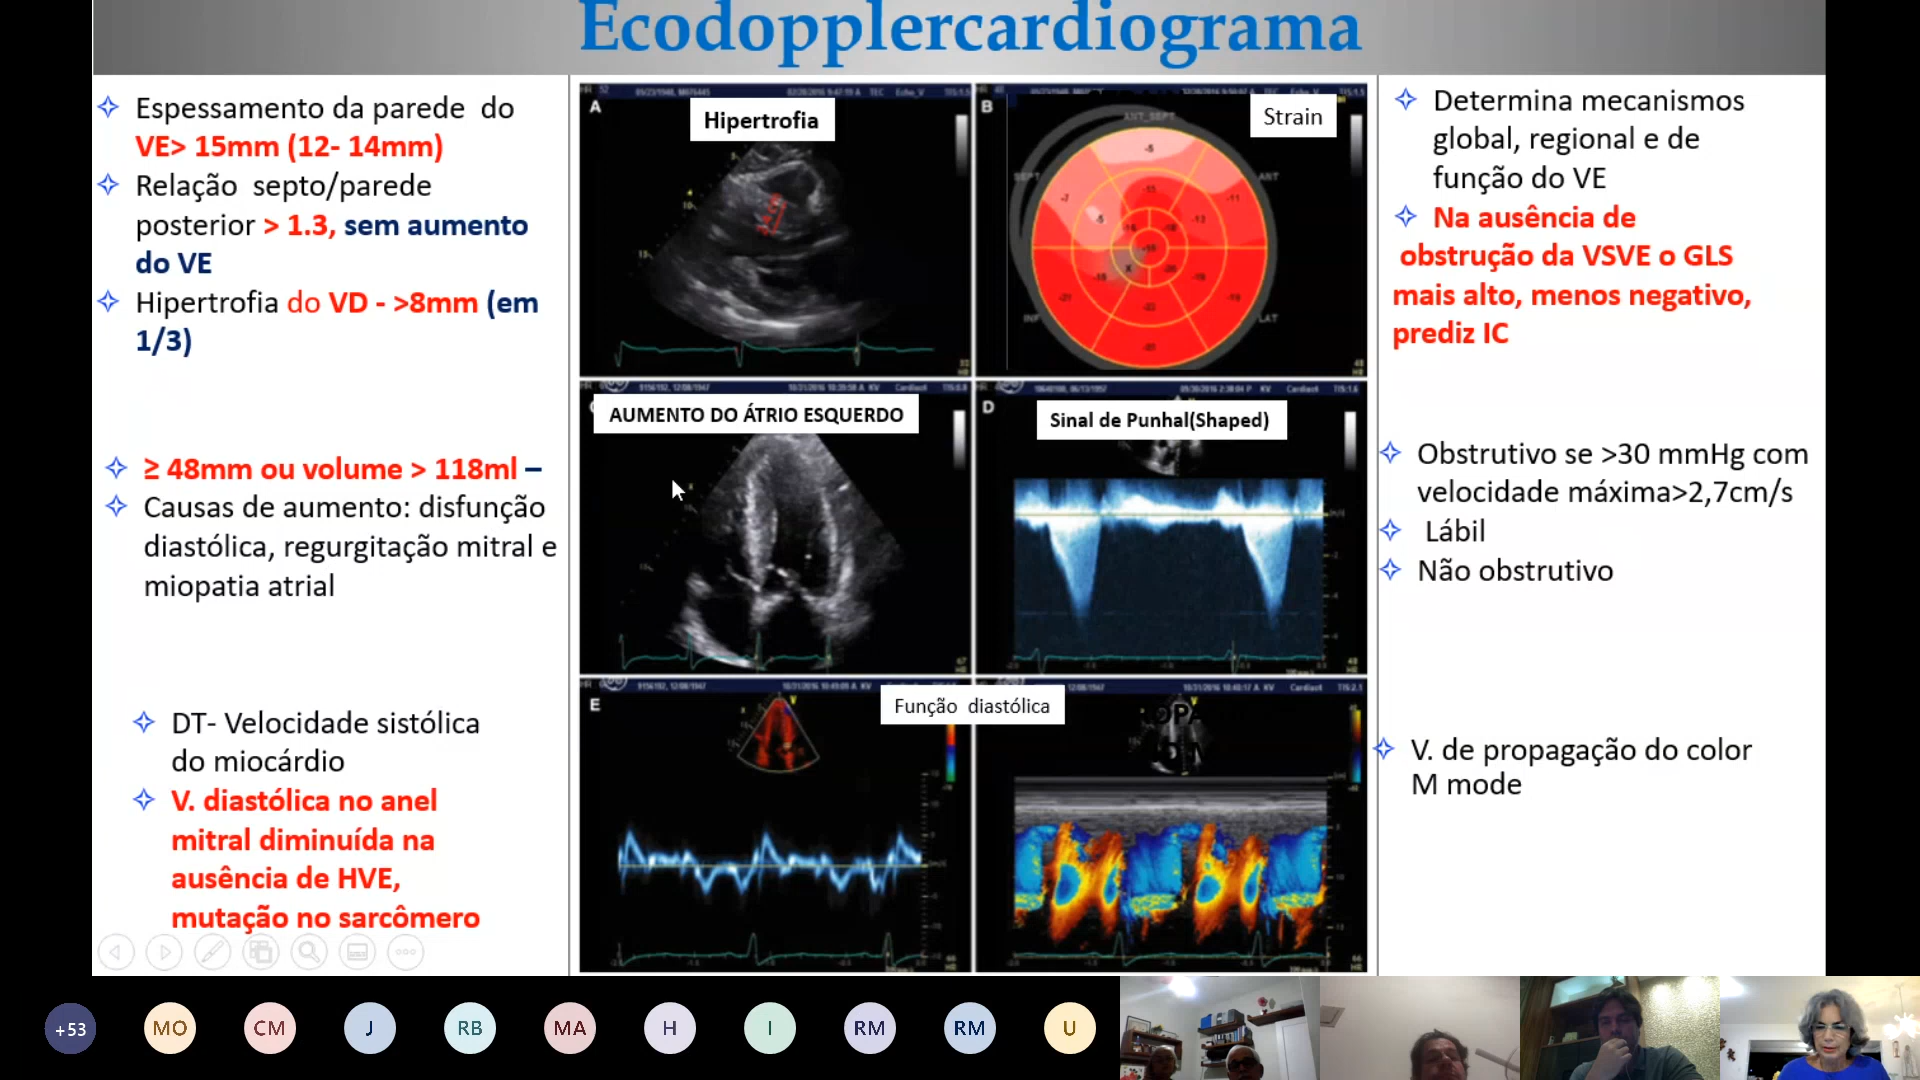 Ecodopplercardiograma
Espessamento da parede do
VE> 15mm (12- 14mm)
Relação septo/parede
posterior > 1.3, sem aumento
do VE
Hipertrofia do VD - >8mm (em
1/3)
≥ 48mm ou volume > 118ml –
Causas de aumento: disfunção
diastólica, regurgitação mitral e
miopatia atrial
DT- Velocidade sistólica
do miocárdio
V. diastólica no anel
mitral diminuída na
ausência de HVE,
mutação no sarcômero
A
Hipertrofia
B
Strain
ANT_SEPT
SEPT
ANT
LAT
INF
AUMENTO DO ÁTRIO ESQUERDO
D
Sinal de Punhal(Shaped)
E
Função diastólica
Determina mecanismos
global, regional e de
função do VE
Na ausência de
obstrução da VSVE o GLS
mais alto, menos negativo,
prediz IC
Obstrutivo se >30 mmHg com
velocidade máxima>2,7cm/s
Lábil
Não obstrutivo
V. de propagação do color
M mode
+53
MO
CM
J
RB
MA
H
I
RM
RM
U